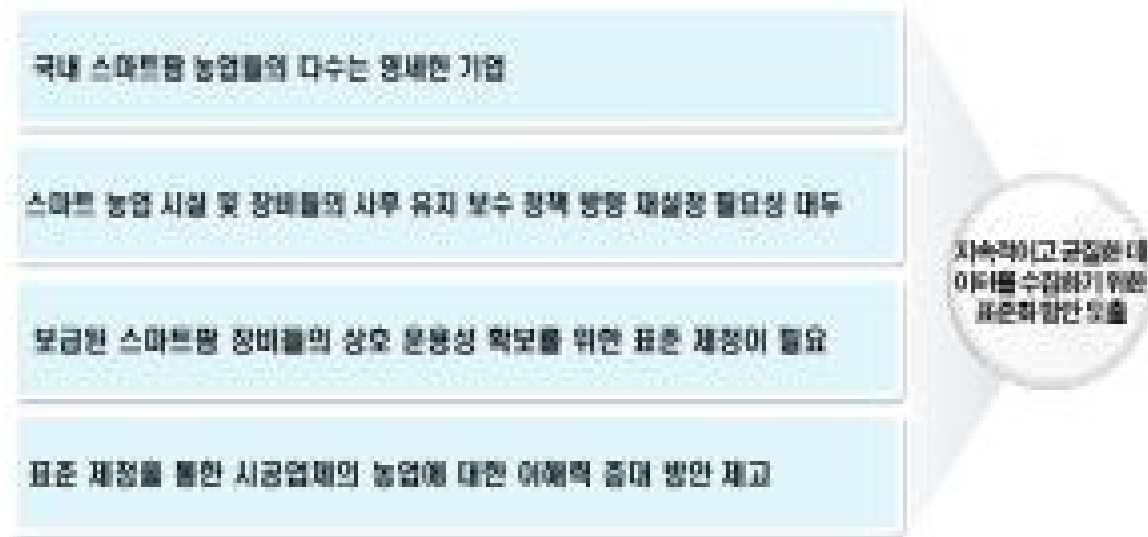 국내 스마트팜 농업들의 다수는 영세한 기업
스마트 농업 시설 및 장비들의 사후 유지 보수 정책 방향 재설정 필요성 대두
보급된 스마트팜 장비들의 상호 운용성 확보를 위한 표준 제정이 필요
표준 제정을 통한 시공업체의 농업에 대한 이해력 증대 방안 제고
지속적이고 균질한 데
이터를 수집하기 위한
표준화 방안 도출